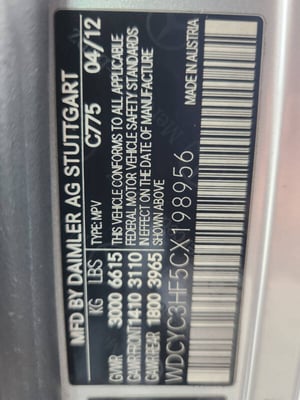 MFD BY DAIMLER AG STUTTGART
C775 04/12
KG LBS TYPE: MPV
GVWR 3000 6615 THIS VEHICLE CONFORMS TO ALL APPLICABLE
GAWR FRONT 1410 3110 FEDERAL MOTOR VEHICLE SAFETY STANDARDS
GAWR REAR 1800 3965 IN EFFECT ON THE DATE OF MANUFACTURE
SHOWN ABOVE
WDCYC3HF5CX198956
MADE IN AUSTRIA